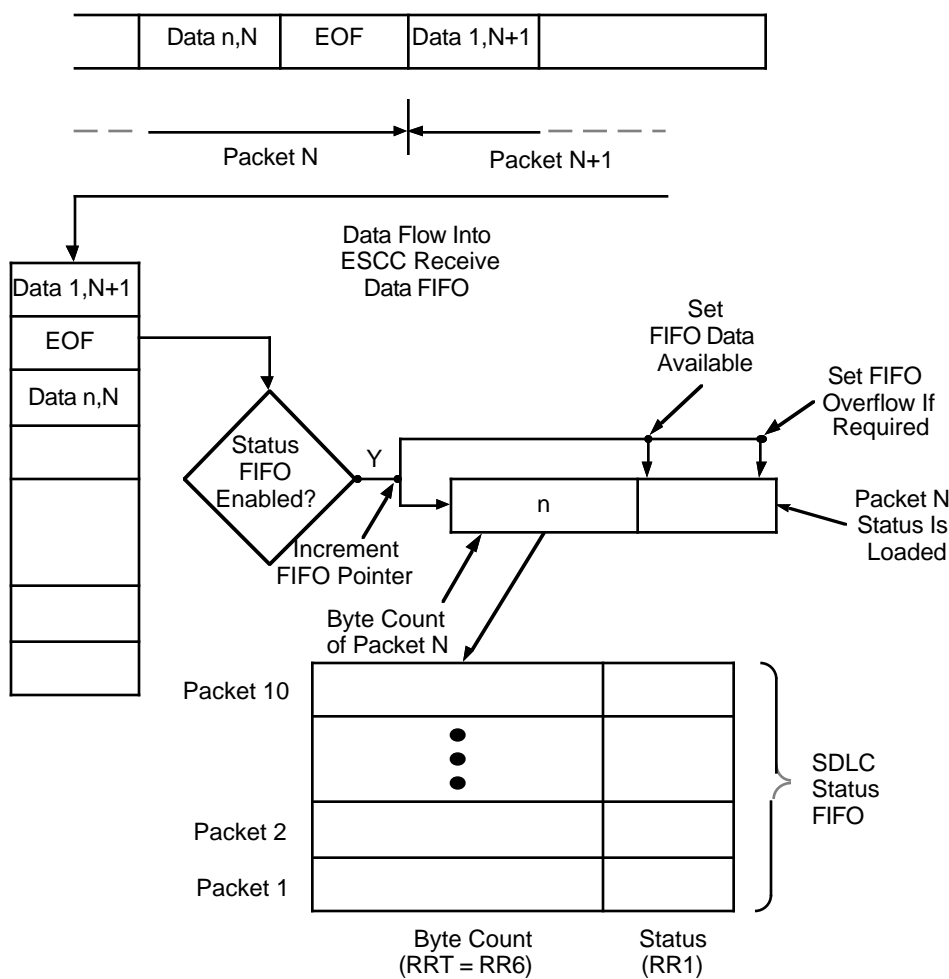 Data n,N
EOF
Data 1,N+1
Packet N
Packet N+1
Data Flow Into
ESCC Receive
Data FIFO
Data 1,N+1
EOF
Data n,N
Set
FIFO Data
Available
Set FIFO
Overflow If
Required
Status
FIFO
Enabled?
Y
n
Packet N
Status Is
Loaded
Increment
FIFO Pointer
Byte Count
of Packet N
Packet 10
Packet 2
Packet 1
SDLC
Status
FIFO
Byte Count
(RRT = RR6)
Status
(RR1)